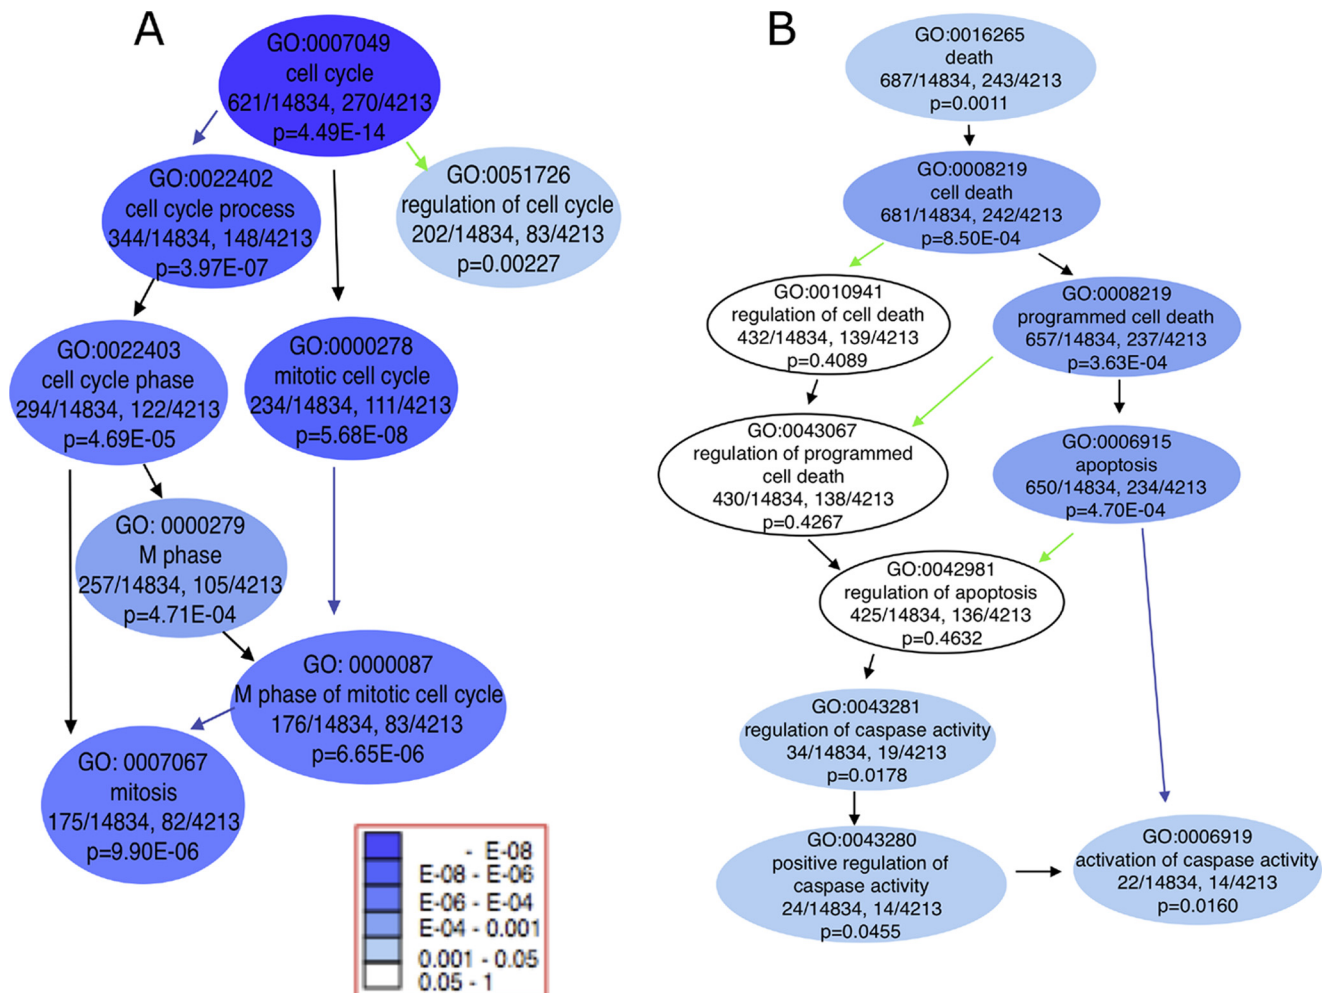 A
GO:0007049
cell cycle
621/14834, 270/4213
p=4.49E-14
GO:0022402
cell cycle process
344/14834, 148/4213
p=3.97E-07
GO:0051726
regulation of cell cycle
202/14834, 83/4213
p=0.00227
GO:0022403
cell cycle phase
294/14834, 122/4213
p=4.69E-05
GO:0000278
mitotic cell cycle
234/14834, 111/4213
p=5.68E-08
GO: 0000279
M phase
257/14834, 105/4213
p=4.71E-04
GO: 0000087
M phase of mitotic cell cycle
176/14834, 83/4213
p=6.65E-06
GO: 0007067
mitosis
175/14834, 82/4213
p=9.90E-06
- E-08
E-08 - E-06
E-06 - E-04
E-04 - 0.001
0.001 - 0.05
0.05 - 1
B
GO:0016265
death
687/14834, 243/4213
p=0.0011
GO:0008219
cell death
681/14834, 242/4213
p=8.50E-04
GO:0010941
regulation of cell death
432/14834, 139/4213
p=0.4089
GO:0008219
programmed cell death
657/14834, 237/4213
p=3.63E-04
GO:0043067
regulation of programmed
cell death
430/14834, 138/4213
p=0.4267
GO:0006915
apoptosis
650/14834, 234/4213
p=4.70E-04
GO:0042981
regulation of apoptosis
425/14834, 136/4213
p=0.4632
GO:0043281
regulation of caspase activity
34/14834, 19/4213
p=0.0178
GO:0043280
positive regulation of
caspase activity
24/14834, 14/4213
p=0.0455
GO:0006919
activation of caspase activity
22/14834, 14/4213
p=0.0160